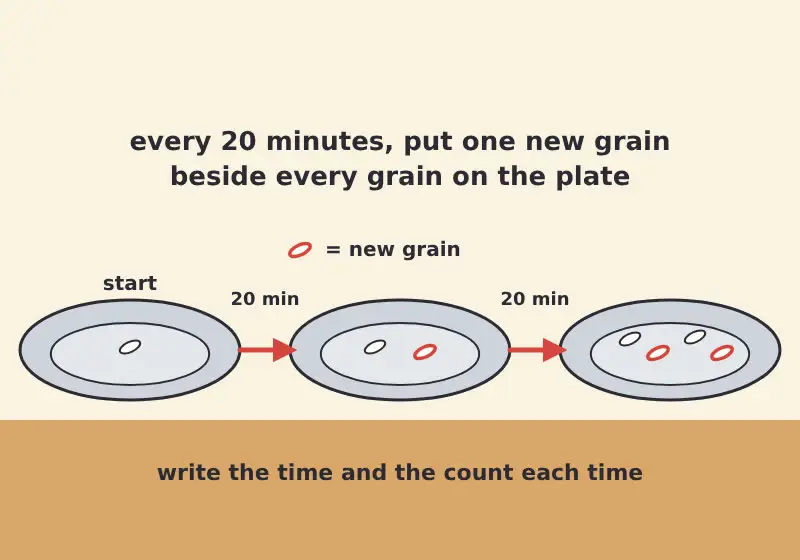 every 20 minutes, put one new grain
beside every grain on the plate
= new grain
start
20 min
20 min
write the time and the count each time